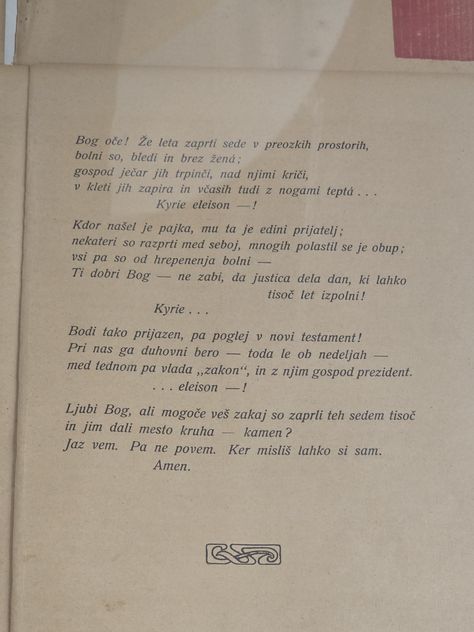 Bog oče! Že leta zaprti sede v preozkih prostorih,
bolni so, bledi in brez žená;
gospod ječar jih trpinči, nad njimi kriči,
v kleti jih zapira in včasih tudi z nogami teptá . . .
Kyrie eleison —!
Kdor našel je pajka, mu ta je edini prijatelj;
nekateri so razprti med seboj, mnogih polastil se je obup;
vsi pa so od hrepenenja bolni —
Ti dobri Bog — ne zabi, da justica dela dan, ki lahko
tisoč let izpolni!
Kyrie . . .
Bodi tako prijazen, pa poglej v novi testament!
Pri nas ga duhovni bero — toda le ob nedeljah —
med tednom pa vlada „zakon“, in z njim gospod prezident.
. . . eleison —!
Ljubi Bog, ali mogoče veš zakaj so zaprli teh sedem tisoč
in jim dali mesto kruha — kamen?
Jaz vem. Pa ne povem. Ker misliš lahko si sam.
Amen.